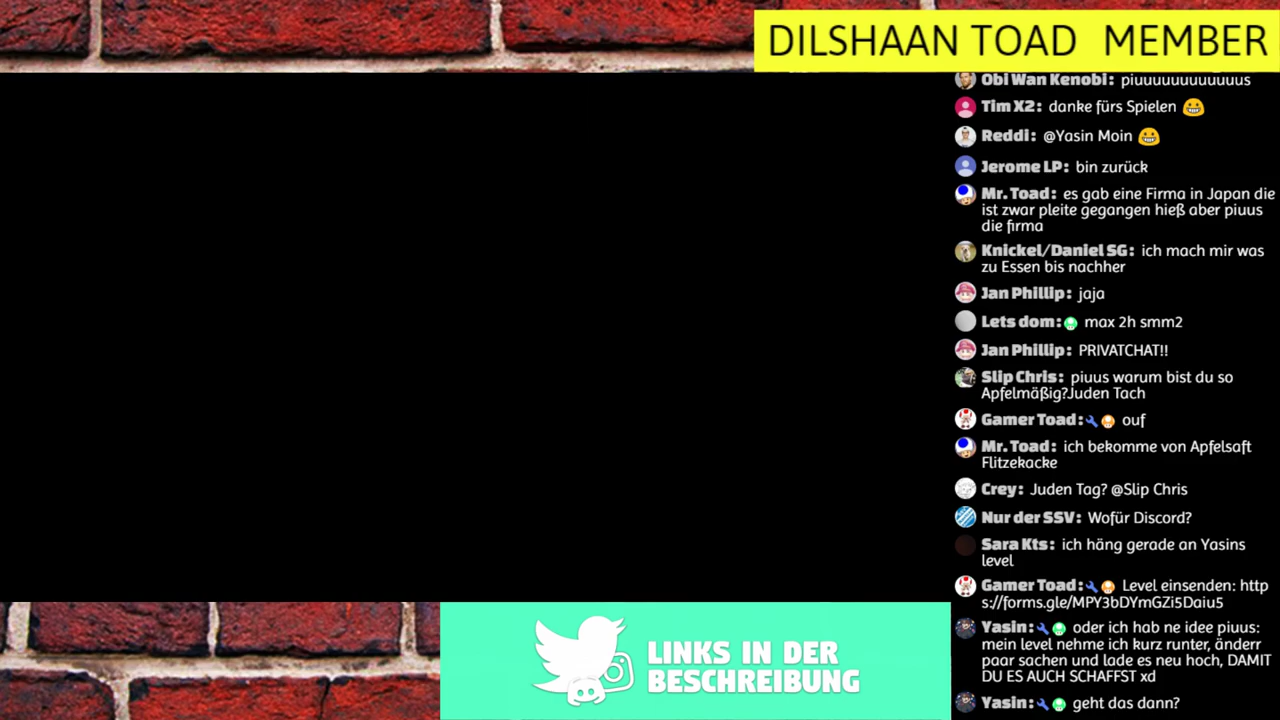 DILSHAAN TOAD MEMBER
Obi Wan Kenobi: piuuuuuuuuuuus
Tim X2: danke fürs Spielen
Reddi: @Yasin Moin
Jerome LP: bin zurück
Mr. Toad: es gab eine Firma in Japan die
ist zwar pleite gegangen hieß aber piuus
die firma
Knickel/Daniel SG: ich mach mir was
zu Essen bis nachher
Jan Phillip: jaja
Lets dom: max 2h smm2
Jan Phillip: PRIVATCHAT!!
Slip Chris: piuus warum bist du so
Apfelmäßig?Juden Tach
Gamer Toad: ouf
Mr. Toad: ich bekomme von Apfelsaft
Flitzekacke
Crey: Juden Tag? @Slip Chris
Nur der SSV: Wofür Discord?
Sara Kts: ich häng gerade an Yasins
level
Gamer Toad: Level einsenden: http
s://forms.gle/MPY3bDYmGZi5Daiu5
Yasin: oder ich hab ne idee piuus:
mein level nehme ich kurz runter, änderr
paar sachen und lade es neu hoch, DAMIT
DU ES AUCH SCHAFFST xd
Yasin: geht das dann?
LINKS IN DER
BESCHREIBUNG